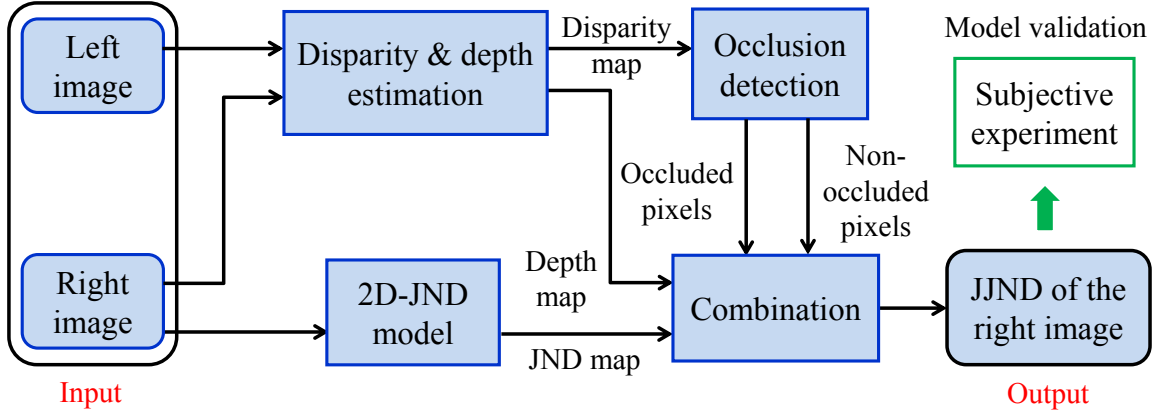 Left
image
Disparity & depth
estimation
Disparity
map
Occlusion
detection
Model validation
Subjective
experiment
Occluded
pixels
Non-
occluded
pixels
Right
image
2D-JND
model
Depth
map
JND map
Combination
JJND of the
right image
Input
Output